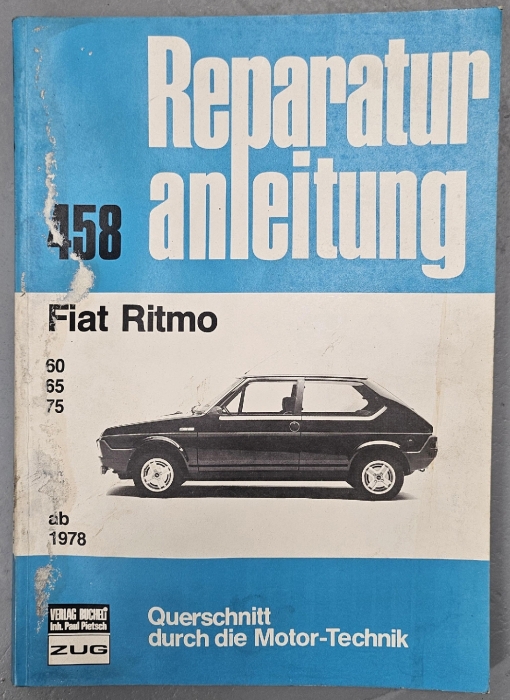 Reparatur
anleitung
458
Fiat Ritmo
60
65
75
ab
1978
VERLAG BUCHELI
Inh. Paul Pietsch
ZUG
Querschnitt
durch die Motor-Technik